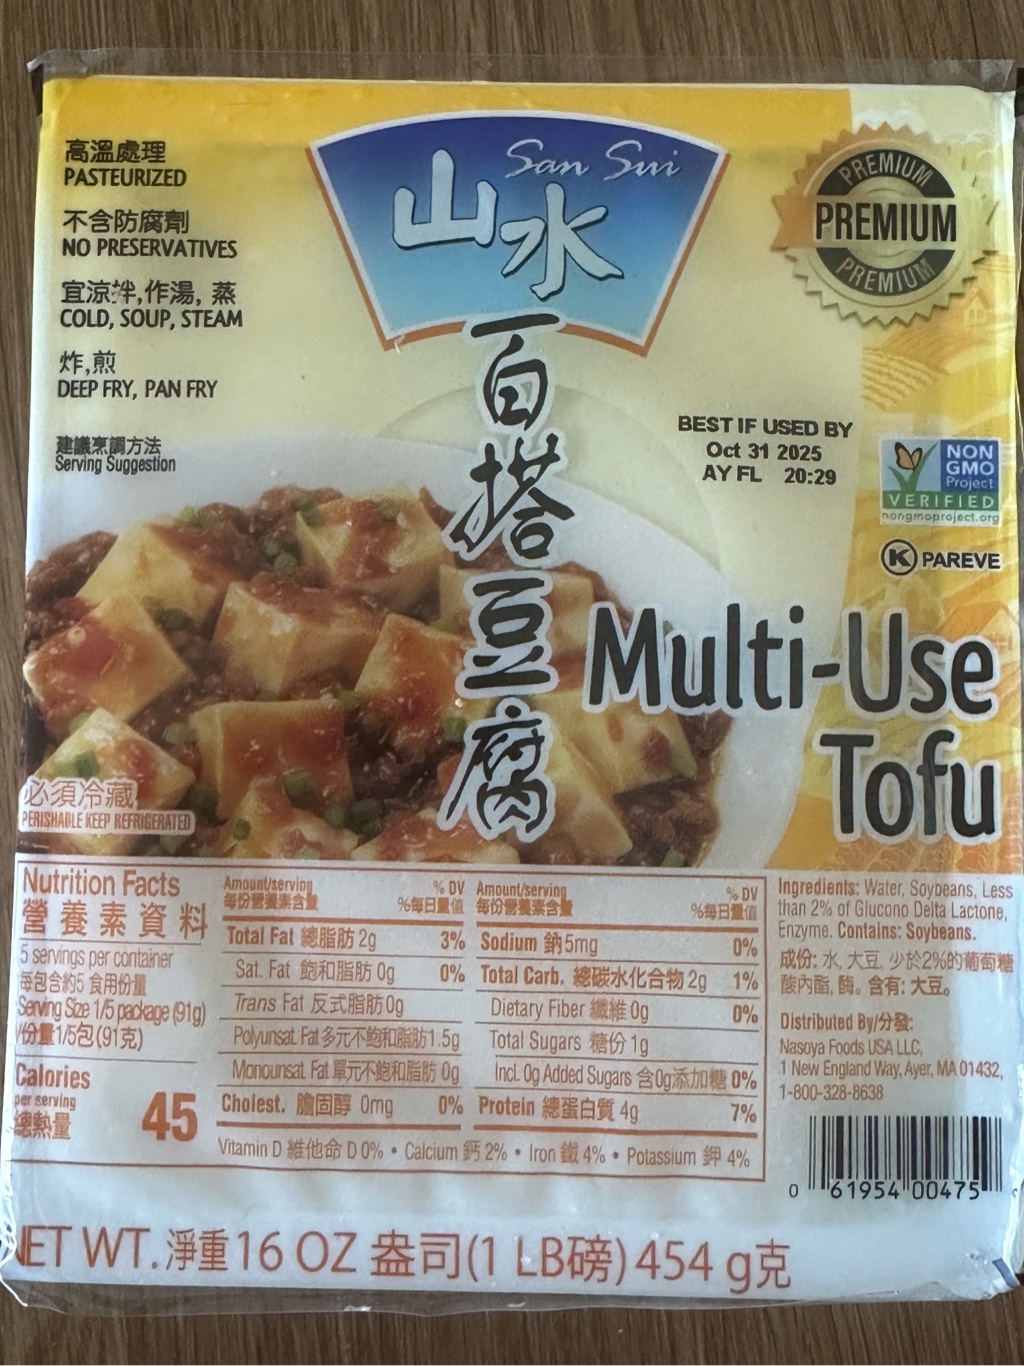 高溫處理
PASTEURIZED
不含防腐劑
NO PRESERVATIVES
宜涼拌,作湯, 蒸
COLD, SOUP, STEAM
炸,煎
DEEP FRY, PAN FRY
建議烹調方法
Serving Suggestion
San Sui
山水
百搭豆腐
PREMIUM
PREMIUM
PREMIUM
BEST IF USED BY
Oct 31 2025
AY FL 20:29
NON
GMO
Project
VERIFIED
nongmoproject.org
K PAREVE
Multi-Use
Tofu
必須冷藏
PERISHABLE KEEP REFRIGERATED
Nutrition Facts
營養素資料
5 servings per container
每包含約5 食用份量
Serving Size 1/5 package (91g)
份量1/5包(91克)
Calories
per serving
總熱量
45
Amount/serving % DV
每份營養素含量 %每日量值
Total Fat 總脂肪 2g 3%
Sat. Fat 飽和脂肪 0g 0%
Trans Fat 反式脂肪 0g
Polyunsat. Fat 多元不飽和脂肪 1.5g
Monounsat. Fat 單元不飽和脂肪 0g
Cholest. 膽固醇 0mg 0%
Amount/serving % DV
每份營養素含量 %每日量值
Sodium 鈉 5mg 0%
Total Carb. 總碳水化合物 2g 1%
Dietary Fiber 纖維 0g 0%
Total Sugars 糖份 1g
Incl. 0g Added Sugars 含0g添加糖 0%
Protein 總蛋白質 4g 7%
Vitamin D 維他命 D 0% • Calcium 鈣 2% • Iron 鐵 4% • Potassium 鉀 4%
Ingredients: Water, Soybeans, Less
than 2% of Glucono Delta Lactone,
Enzyme. Contains: Soybeans.
成份: 水, 大豆, 少於2%的葡萄糖
酸內酯, 酶。含有: 大豆。
Distributed By/分發:
Nasoya Foods USA LLC,
1 New England Way, Ayer, MA 01432,
1-800-328-8638
0 61954 00475
NET WT. 淨重 16 OZ 盎司 (1 LB磅) 454 g克